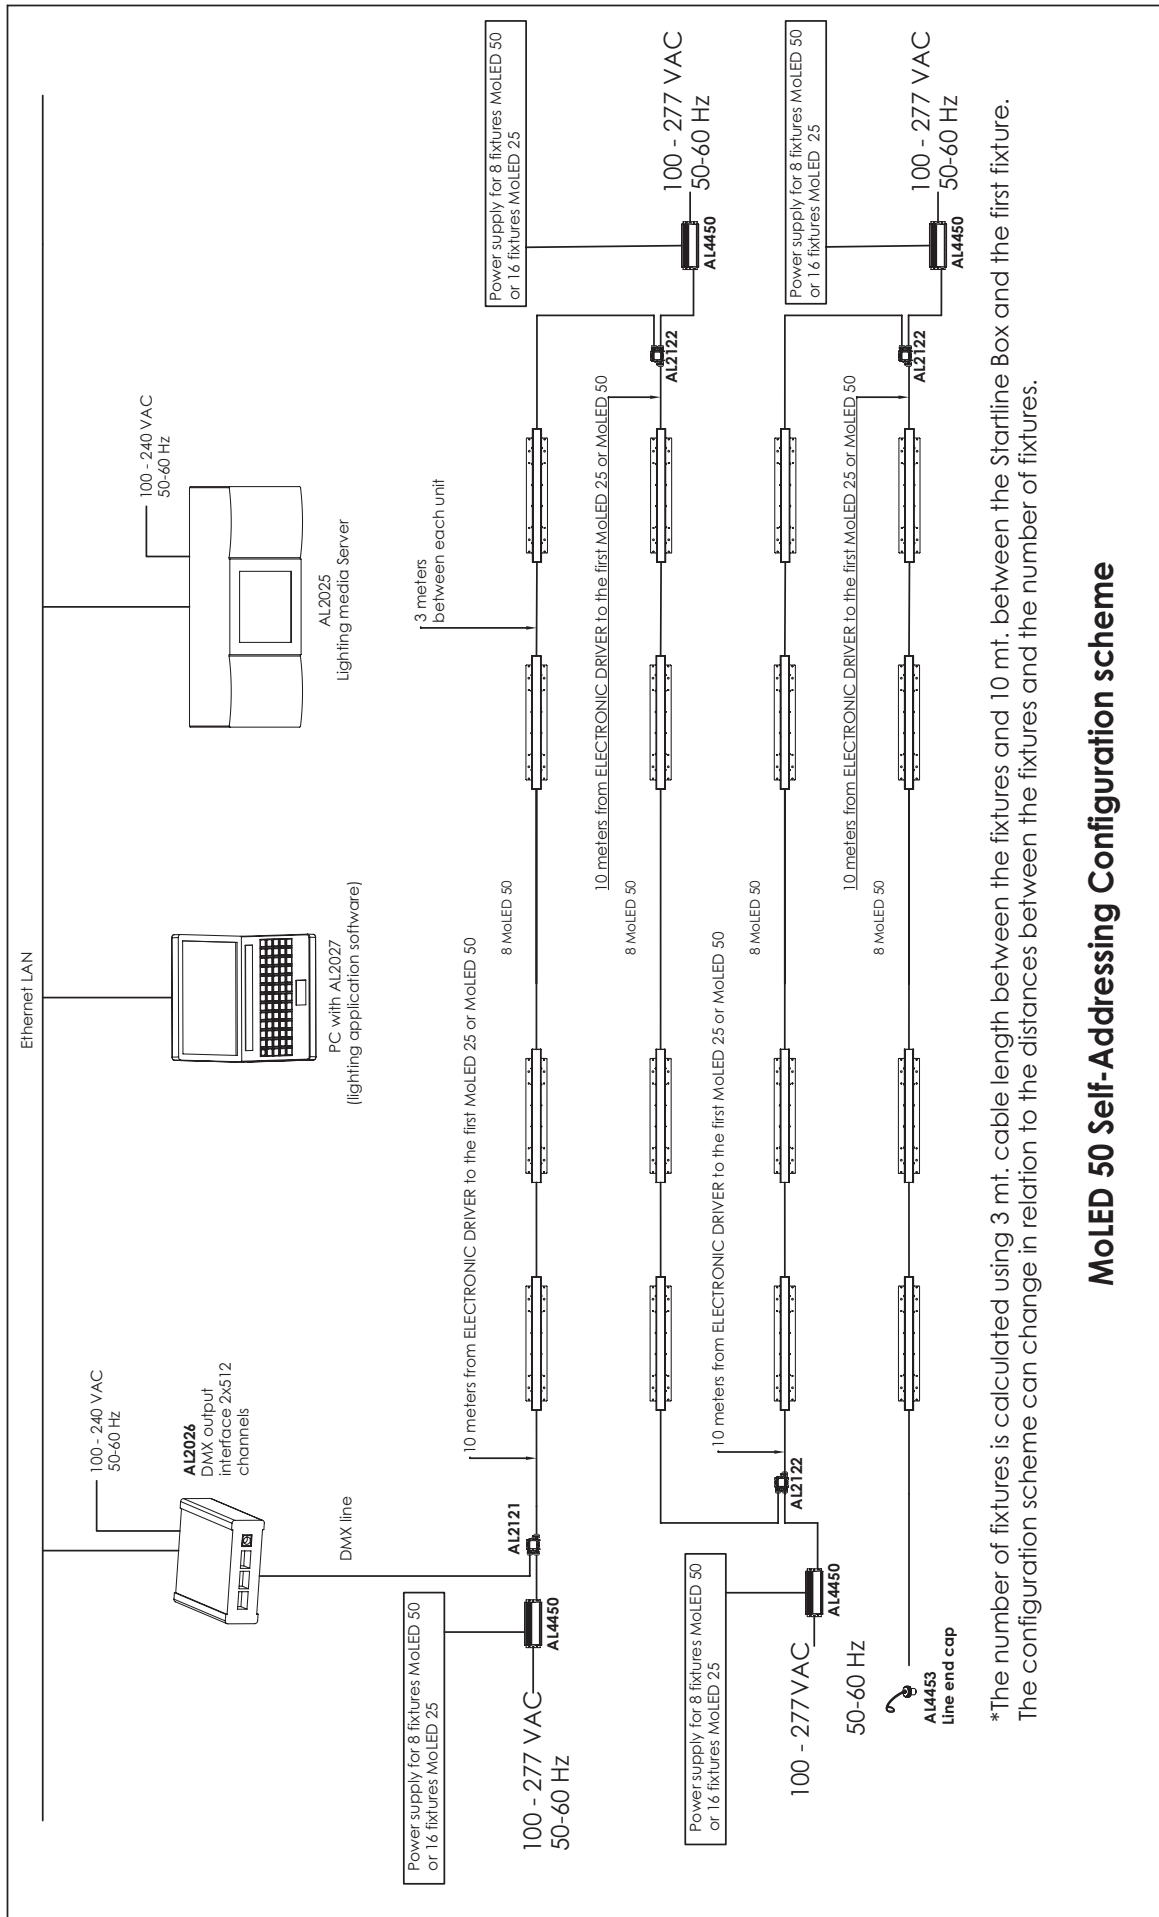 Ethernet LAN
100 - 240 VAC
50-60 Hz
AL2026
DMX output
interface 2x512
channels
DMX line
PC with AL2027
(lighting application software)
100 - 240 VAC
50-60 Hz
AL2025
Lighting media Server
Power supply for 8 fixtures MoLED 50
or 16 fixtures MoLED 25
100 - 277 VAC
50-60 Hz
AL4450
AL2121
10 meters from ELECTRONIC DRIVER to the first MoLED 25 or MoLED 50
8 MoLED 50
3 meters
between each unit
Power supply for 8 fixtures MoLED 50
or 16 fixtures MoLED 25
100 - 277 VAC
50-60 Hz
AL4450
AL2122
10 meters from ELECTRONIC DRIVER to the first MoLED 25 or MoLED 50
8 MoLED 50
Power supply for 8 fixtures MoLED 50
or 16 fixtures MoLED 25
100 - 277VAC
50-60 Hz
AL4450
AL2122
10 meters from ELECTRONIC DRIVER to the first MoLED 25 or MoLED 50
8 MoLED 50
Power supply for 8 fixtures MoLED 50
or 16 fixtures MoLED 25
100 - 277 VAC
50-60 Hz
AL4450
AL2122
10 meters from ELECTRONIC DRIVER to the first MoLED 25 or MoLED 50
8 MoLED 50
AL4453
Line end cap
*The number of fixtures is calculated using 3 mt. cable length between the fixtures and 10 mt. between the Startline Box and the first fixture.
The configuration scheme can change in relation to the distances between the fixtures and the number of fixtures.
MoLED 50 Self-Addressing Configuration scheme